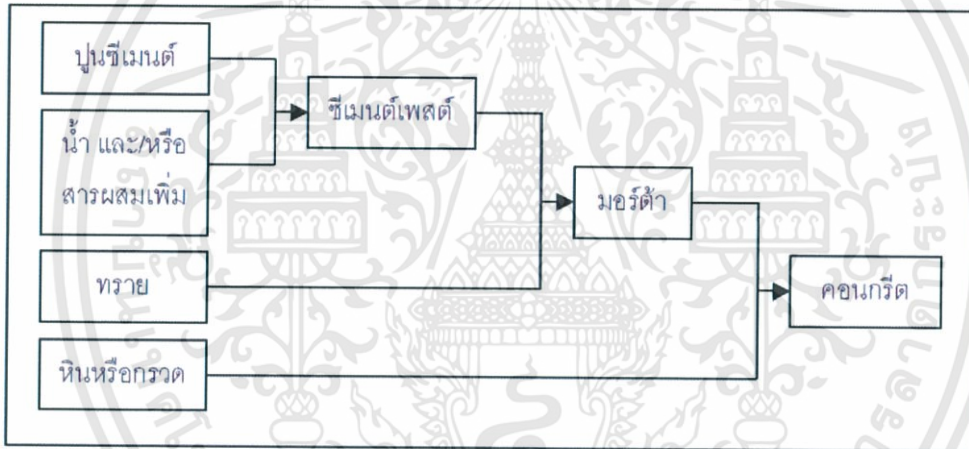 ปูนซีเมนต์
ซีเมนต์เพสต์
น้ำ และ/หรือ
สารผสมเพิ่ม
มอร์ต้า
ทราย
คอนกรีต
หินหรือกรวด